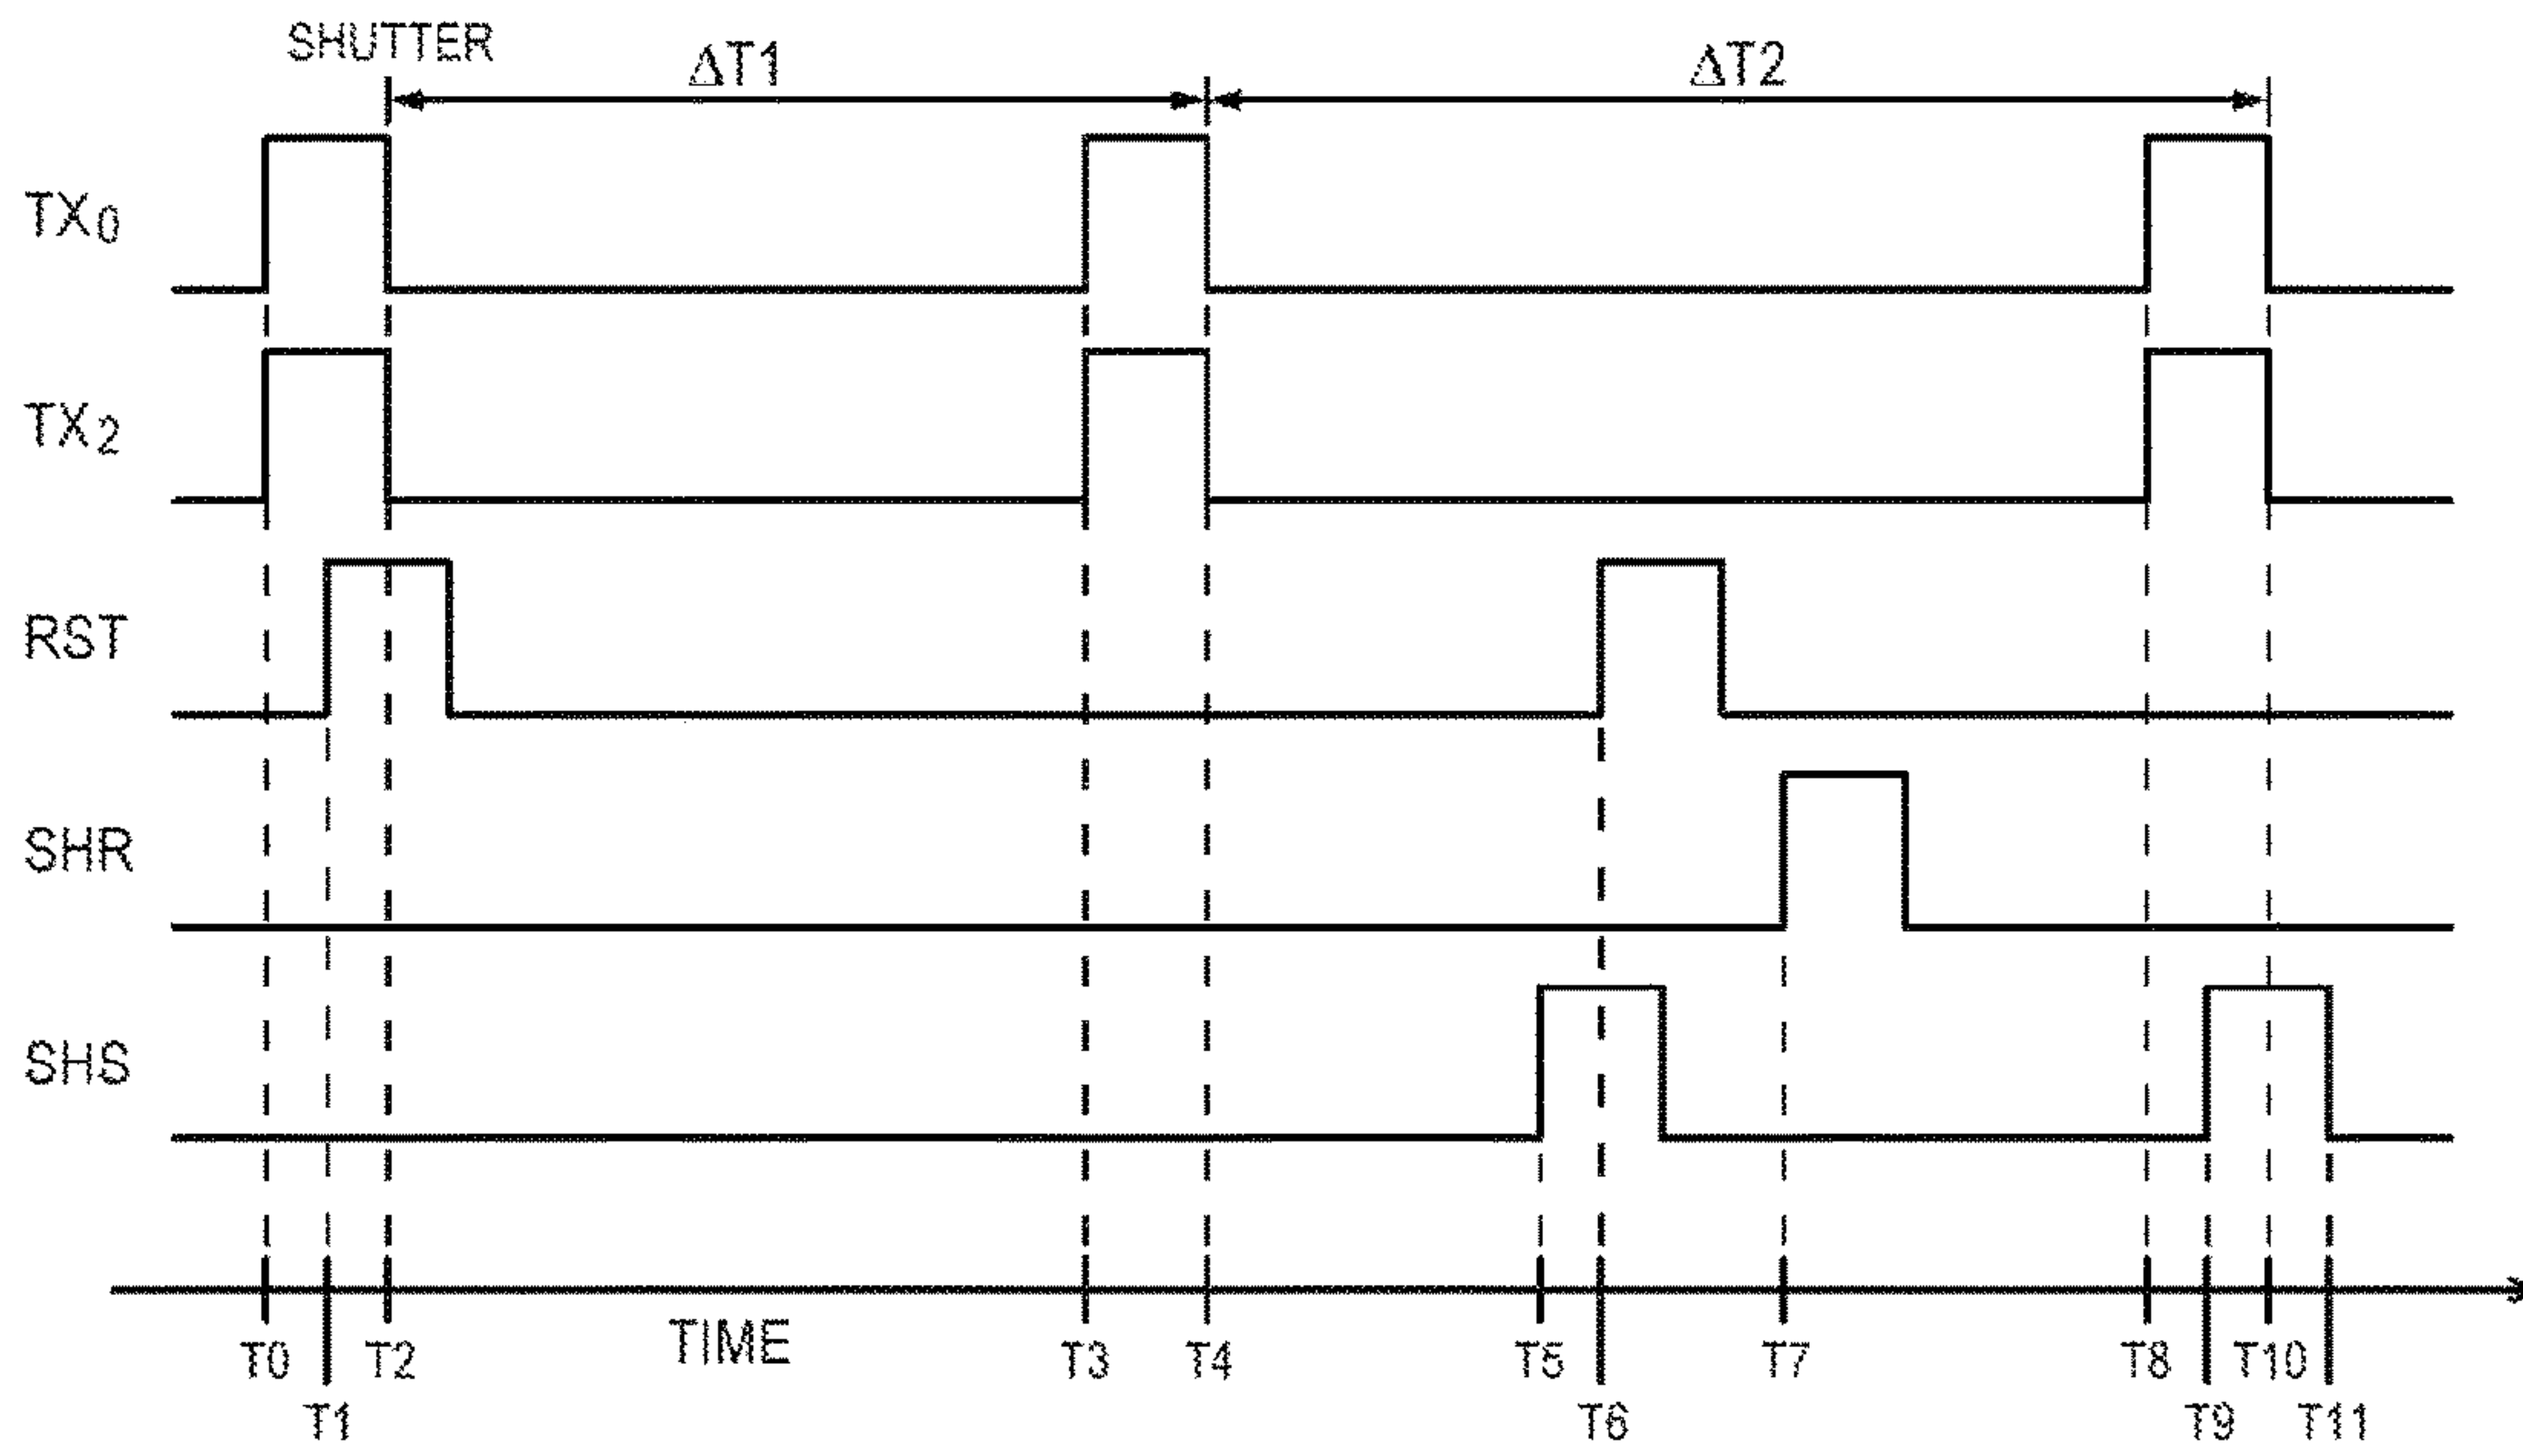 SHUTTER
ΔT1
ΔT2
TX0
TX2
RST
SHR
SHS
TIME
T0
T2
T3
T4
T5
T7
T8
T10
T1
T6
T9
T11